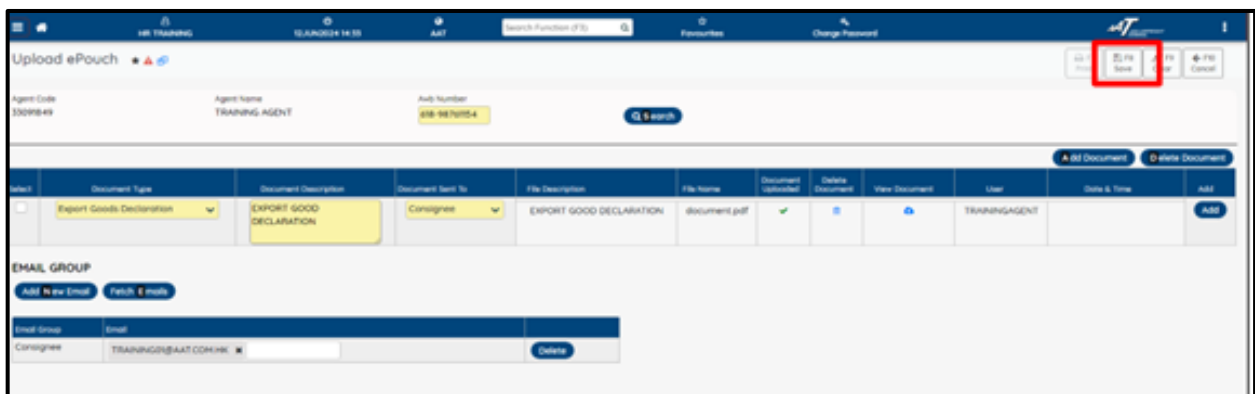 HR TRAINING 12JUN2024 14:55 AAT Search Function (F3) Favourites Change Password AAT
Upload ePouch
F8 Save F10 Cancel
Agent Code Agent Name Awb Number
TRAINING AGENT Search
Add Document Delete Document
Select Document Type Document Description Document Sent To File Description File Name Document Uploaded Delete Document View Document User Date & Time Add
Export Goods Declaration EXPORT GOOD DECLARATION Consignee EXPORT GOOD DECLARATION document.pdf TRAININGAGENT Add
EMAIL GROUP
Add New Email Fetch Emails
Email Group Email
Consignee TRAINING01@AAT.COM.HK Delete